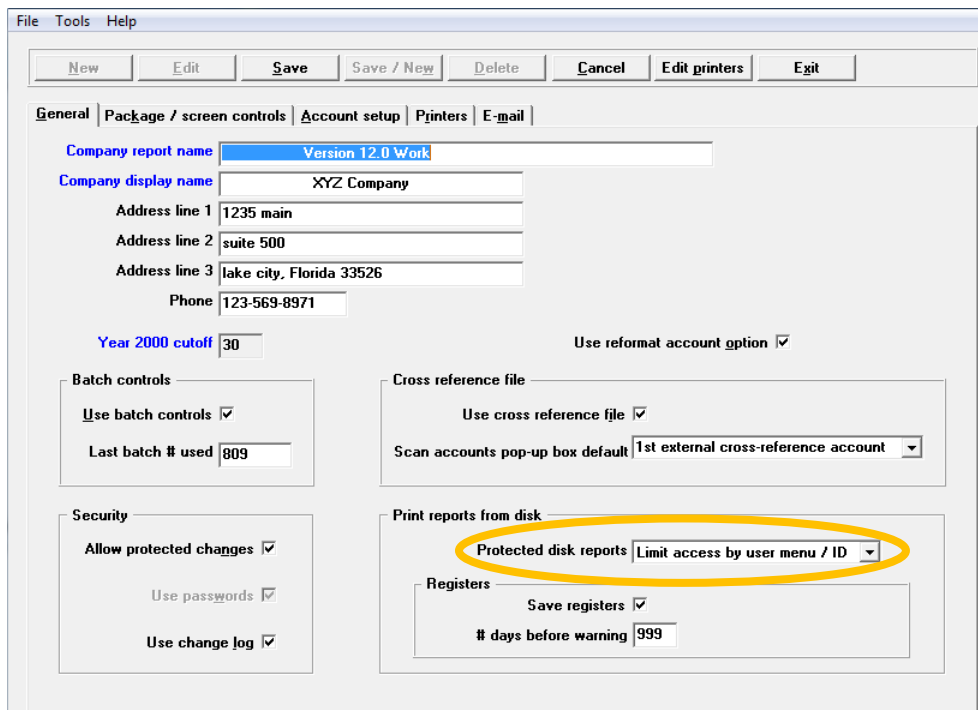 File Tools Help
New Edit Save Save / New Delete Cancel Edit printers Exit
General Package / screen controls Account setup Printers E-mail
Company report name Version 12.0 Work
Company display name XYZ Company
Address line 1 1235 main
Address line 2 suite 500
Address line 3 lake city, Florida 33526
Phone 123-569-8971
Year 2000 cutoff 30 Use reformat account option
Batch controls
Use batch controls
Last batch # used 809
Cross reference file
Use cross reference file
Scan accounts pop-up box default 1st external cross-reference account
Security
Allow protected changes
Use passwords
Use change log
Print reports from disk
Protected disk reports Limit access by user menu / ID
Registers
Save registers
# days before warning 999